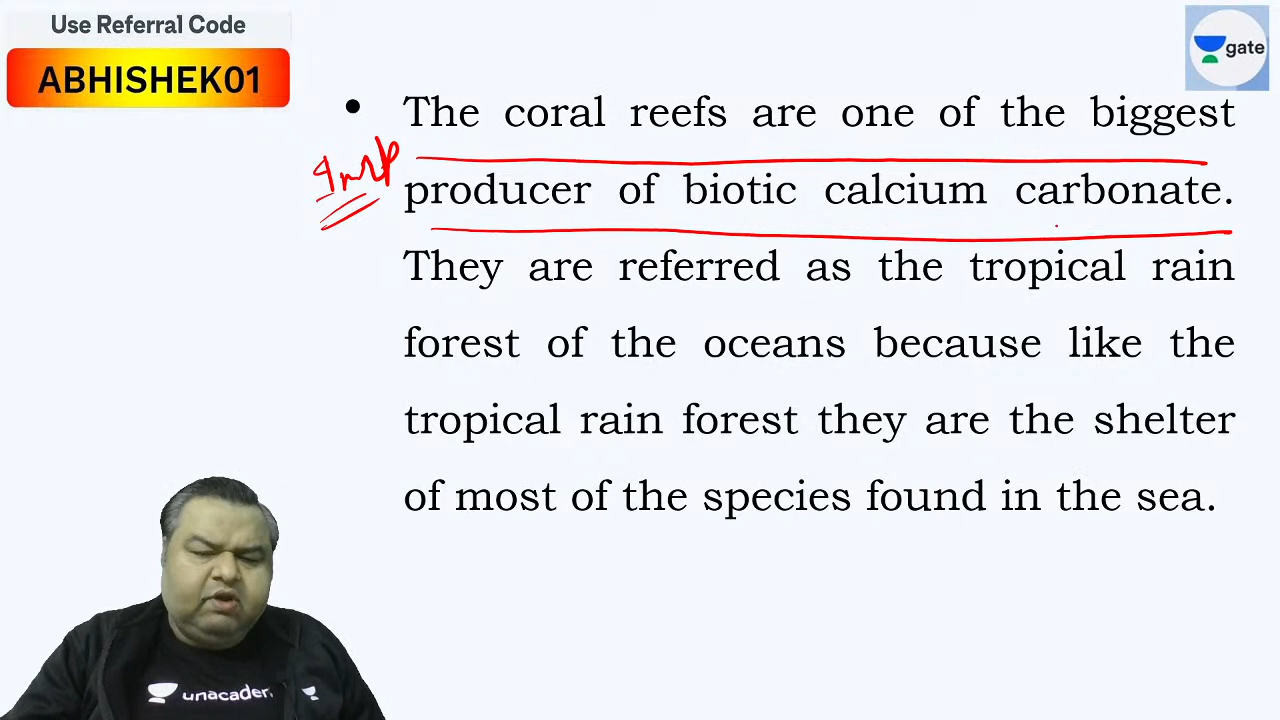 Use Referral Code
ABHISHEK01
gate
• The coral reefs are one of the biggest
Imp
producer of biotic calcium carbonate.
They are referred as the tropical rain
forest of the oceans because like the
tropical rain forest they are the shelter
of most of the species found in the sea.
unacader.